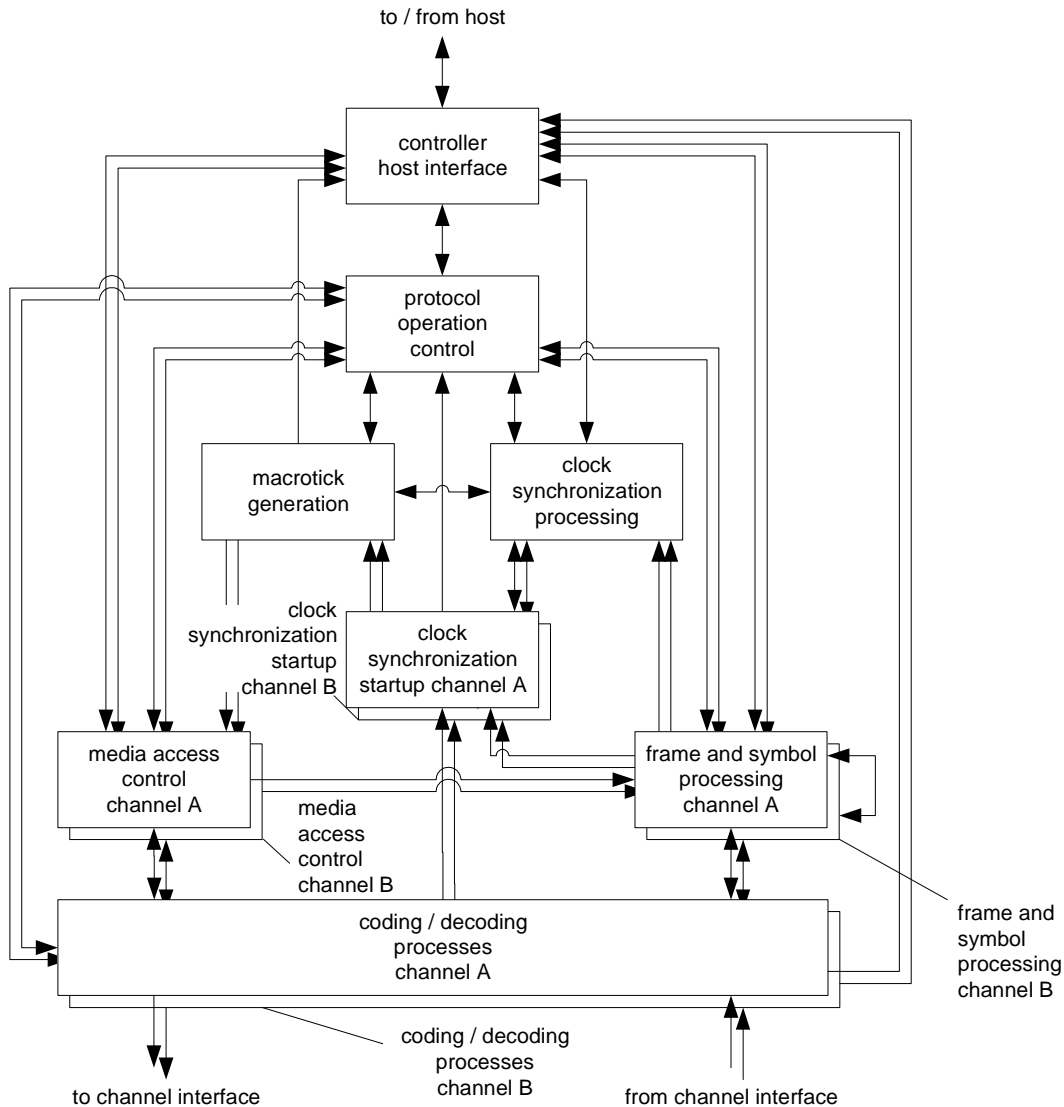 to / from host
controller
host interface
protocol
operation
control
macrotick
generation
clock
synchronization
processing
clock
synchronization
startup
channel B
clock
synchronization
startup channel A
media access
control
channel A
frame and symbol
processing
channel A
media
access
control
channel B
coding / decoding
processes
channel A
frame and
symbol
processing
channel B
coding / decoding
processes
channel B
to channel interface
from channel interface